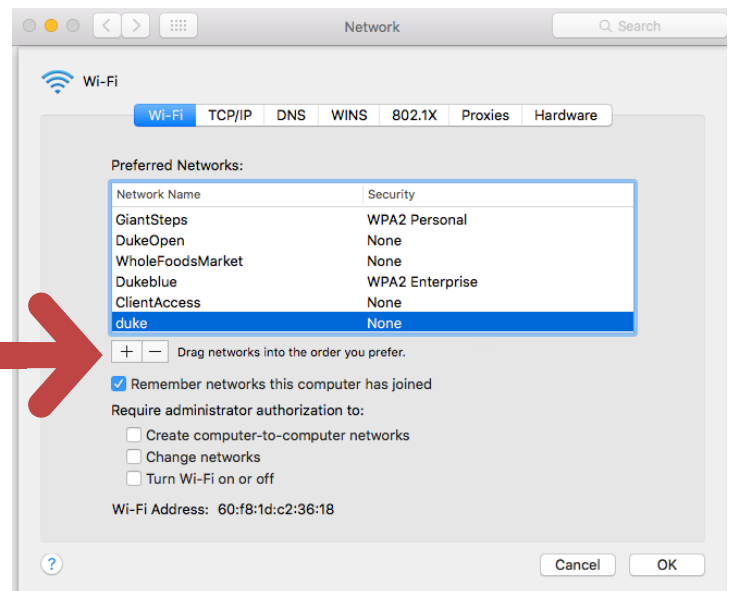 Network
Search
Wi-Fi
Wi-Fi TCP/IP DNS WINS 802.1X Proxies Hardware
Preferred Networks:
Network Name Security
GiantSteps WPA2 Personal
DukeOpen None
WholeFoodsMarket None
Dukeblue WPA2 Enterprise
ClientAccess None
duke None
+ − Drag networks into the order you prefer.
Remember networks this computer has joined
Require administrator authorization to:
Create computer-to-computer networks
Change networks
Turn Wi-Fi on or off
Wi-Fi Address: 60:f8:1d:c2:36:18
? Cancel OK